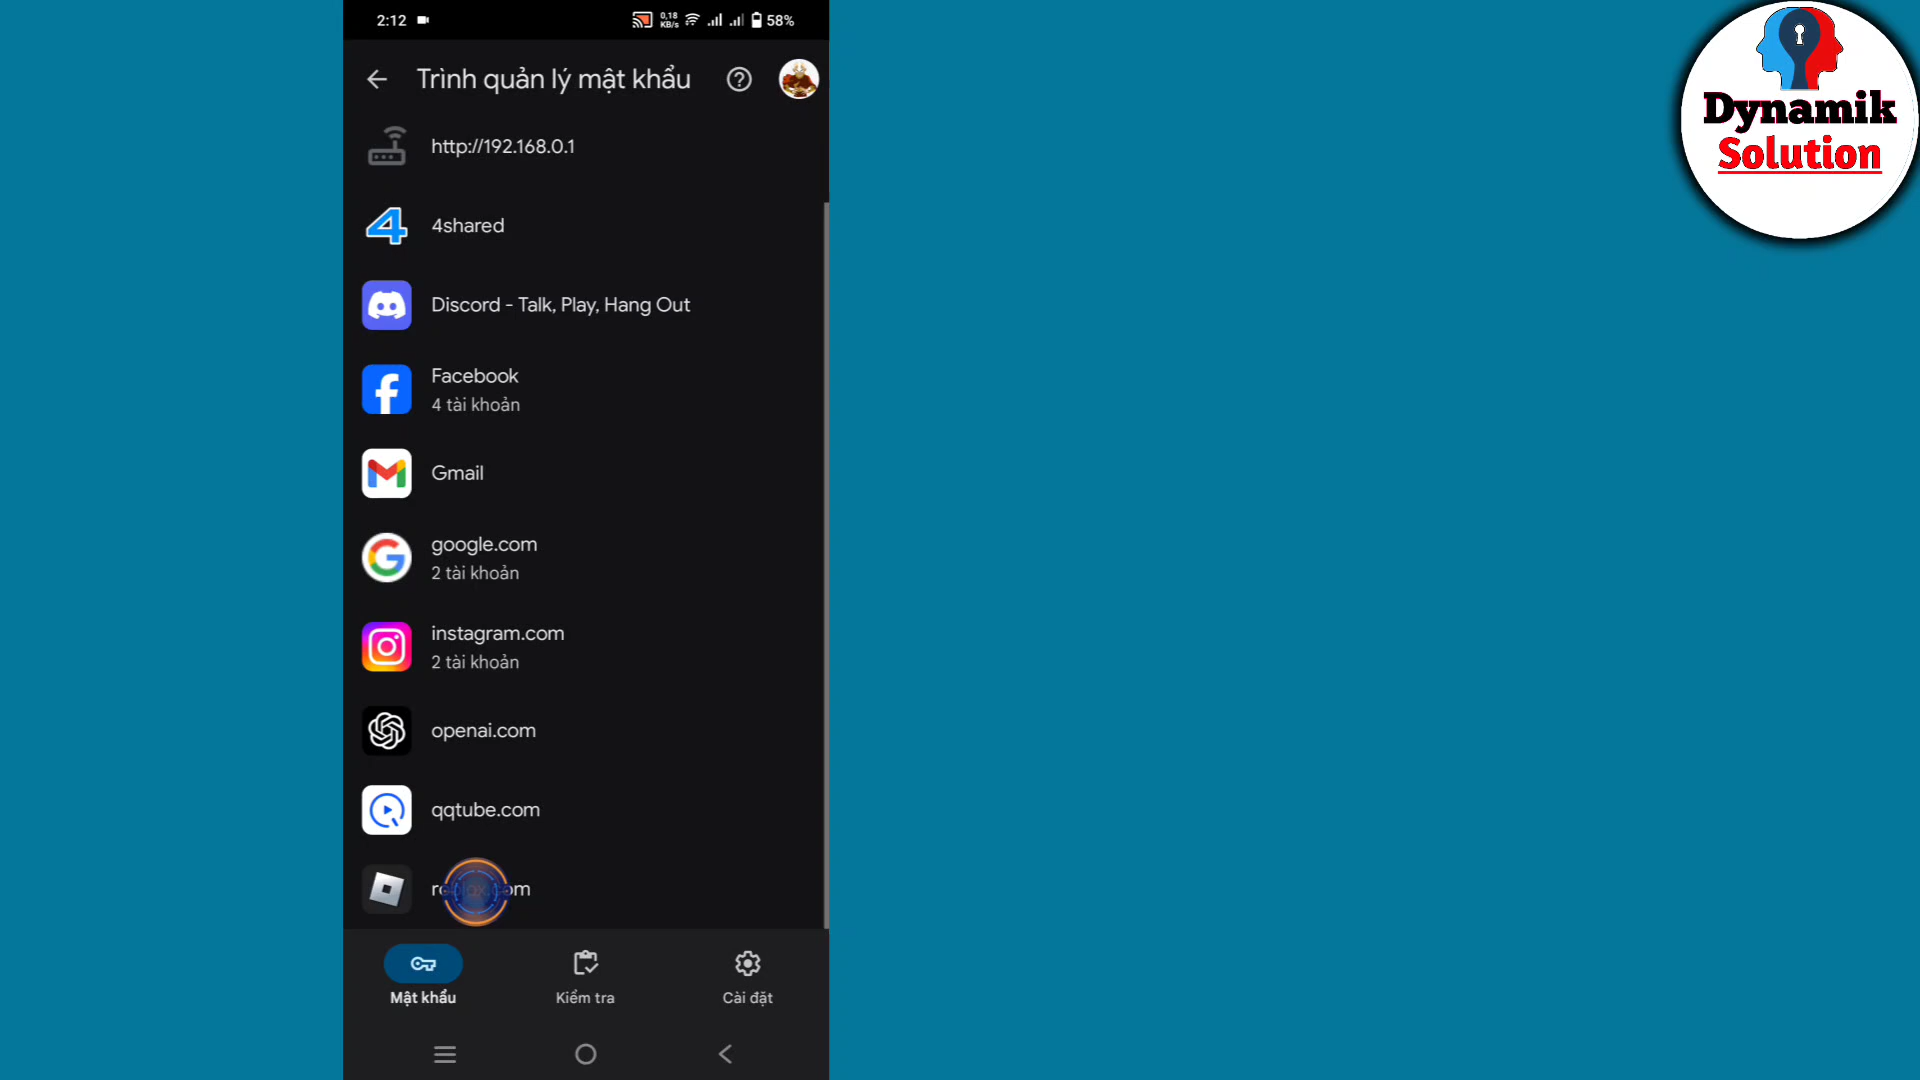 2:12
0,18
KB/s
58%
Trình quản lý mật khẩu
http://192.168.0.1
4shared
Discord - Talk, Play, Hang Out
Facebook
4 tài khoản
Gmail
google.com
2 tài khoản
instagram.com
2 tài khoản
openai.com
qqtube.com
roblox.com
Mật khẩu
Kiểm tra
Cài đặt
Dynamik
Solution